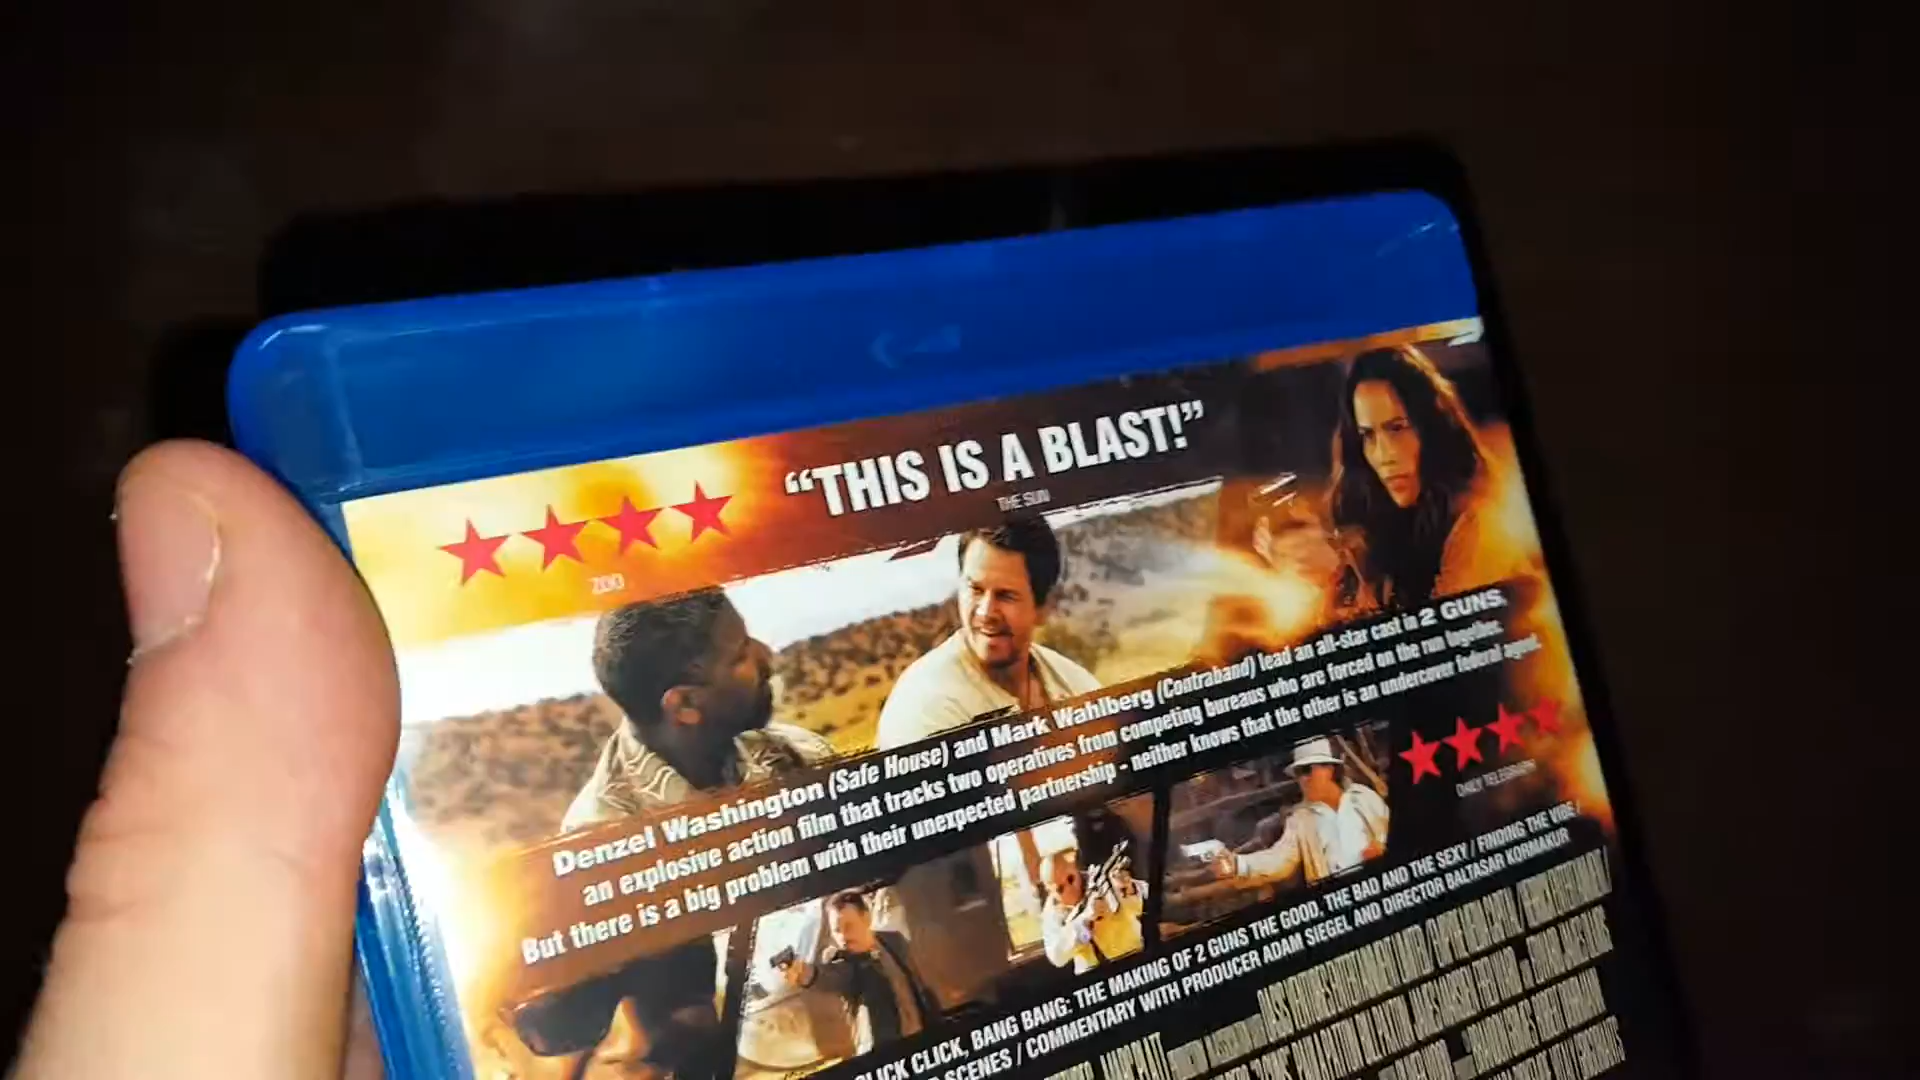 “THIS IS A BLAST!”
THE SUN
ZOO
Denzel Washington (Safe House) and Mark Wahlberg (Contraband) lead an all-star cast in 2 GUNS,
an explosive action film that tracks two operatives from competing bureaus who are forced on the run together.
But there is a big problem with their unexpected partnership - neither knows that the other is an undercover federal agent.
DAILY TELEGRAPH
CLICK CLICK, BANG BANG: THE MAKING OF 2 GUNS THE GOOD, THE BAD AND THE SEXY / FINDING THE VIBE /
SCENES / COMMENTARY WITH PRODUCER ADAM SIEGEL AND DIRECTOR BALTASAR KORMAKUR